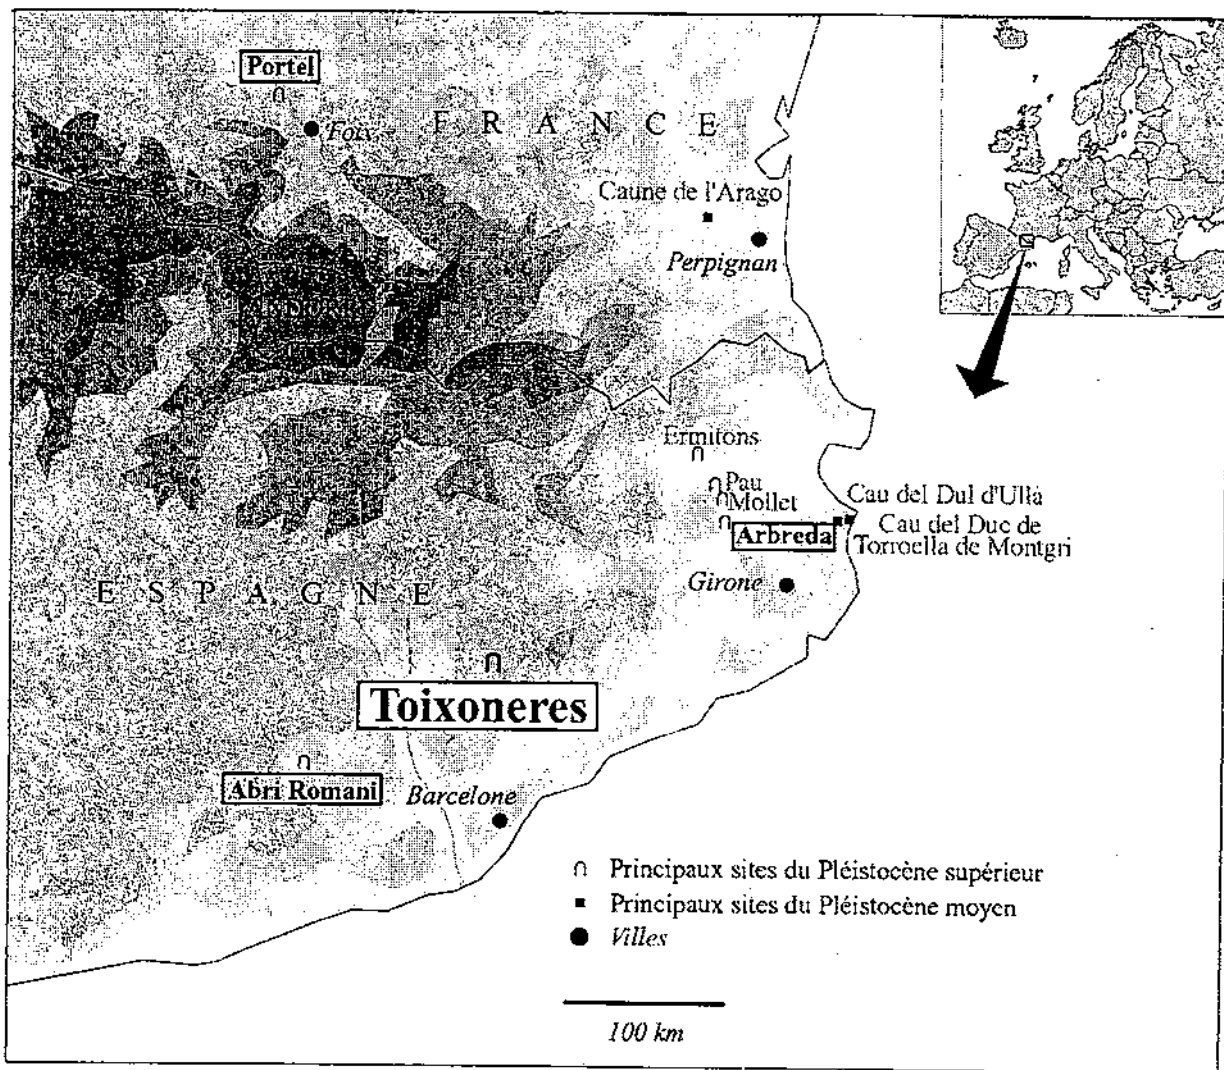 Portel
Foix
F R A N C E
Caune de l'Arago
Perpignan
Ermitons
Pau
Mollet
Arbreda
Cau del Dul d'Ullà
Cau del Duc de
Torroella de Montgri
Girone
E S P A G N E
Toixoneres
Abri Romani
Barcelone
Principaux sites du Pléistocène supérieur
Principaux sites du Pléistocène moyen
Villes
100 km